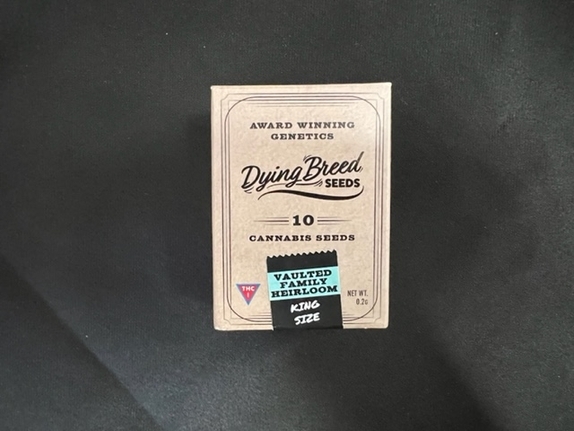 AWARD WINNING
GENETICS
Dying Breed
SEEDS
10
CANNABIS SEEDS
VAULTED
FAMILY
HEIRLOOM
KING
SIZE
THC
!
NET WT.
0.2g